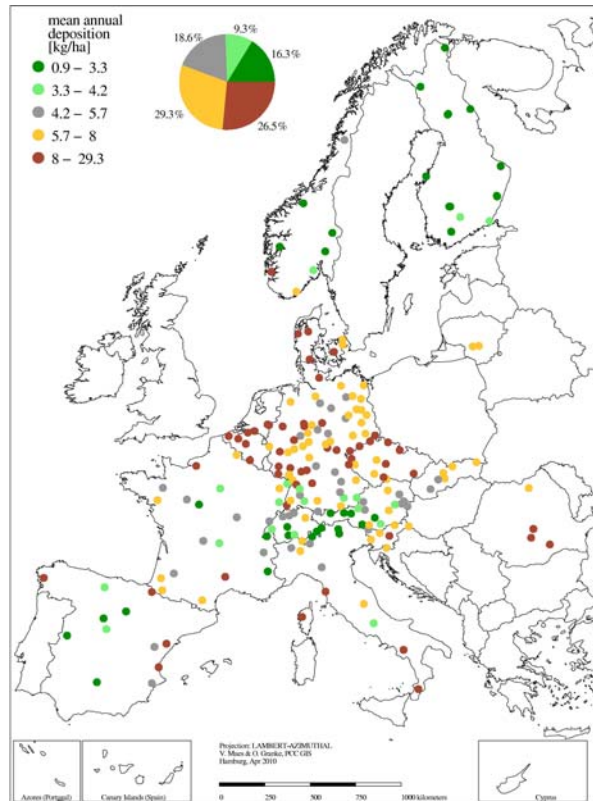 mean annual
deposition
[kg/ha]
0.9 – 3.3
3.3 – 4.2
4.2 – 5.7
5.7 – 8
8 – 29.3
9.3%
18.6%
16.3%
29.3%
26.5%
Projection: LAMBERT-AZIMUTHAL
V. Mues & O. Granke, PCC GIS
Hamburg, Apr 2010
0 250 500 750 1000 kilometers
Azores (Portugal)
Canary Islands (Spain)
Cyprus